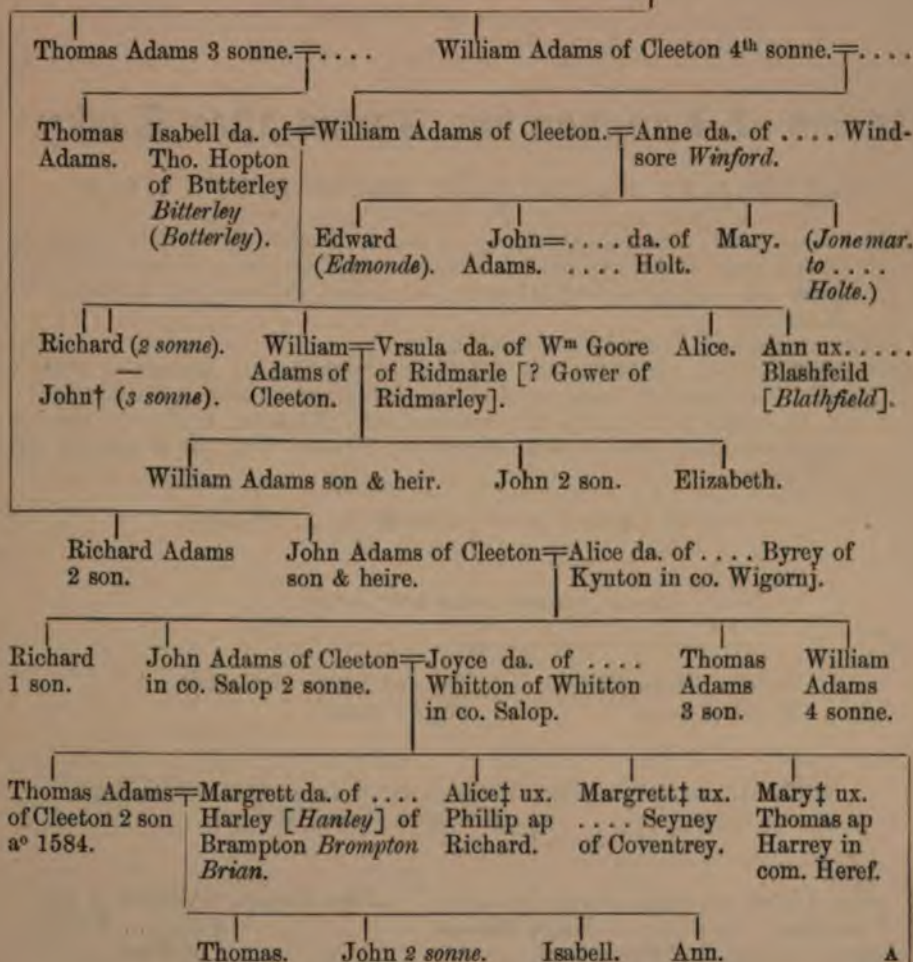 Thomas Adams 3 sonne.=. . . .
William Adams of Cleeton 4th sonne.=. . . .
Thomas
Adams.
Isabell da. of=William Adams of Cleeton.=Anne da. of . . . . Wind-
Tho. Hopton
of Butterley
Bitterley
(Botterley).
sore Winford.
Edward
(Edmonde).
John=. . . . da. of
Adams. . . . . Holt.
Mary.
(Jone mar.
to . . . .
Holte.)
Richard (2 sonne).
—
John† (3 sonne).
William=Vrsula da. of Wm Goore
Adams of of Ridmarle [? Gower of
Cleeton. Ridmarley].
Alice.
Ann ux. . . . .
Blashfeild
[Blathfield].
William Adams son & heir.
John 2 son.
Elizabeth.
Richard Adams
2 son.
John Adams of Cleeton=Alice da. of . . . . Byrey of
son & heire. Kynton in co. Wigornj.
Richard
1 son.
John Adams of Cleeton=Joyce da. of . . . .
in co. Salop 2 sonne. Whitton of Whitton
in co. Salop.
Thomas
Adams
3 son.
William
Adams
4 sonne.
Thomas Adams=Margrett da. of . . . .
of Cleeton 2 son Harley [Hanley] of
ao 1584. Brampton Brompton
Brian.
Alice‡ ux.
Phillip ap
Richard.
Margrett‡ ux.
. . . . Seyney
of Coventrey.
Mary‡ ux.
Thomas ap
Harrey in
com. Heref.
Thomas.
John 2 sonne.
Isabell.
Ann.
A